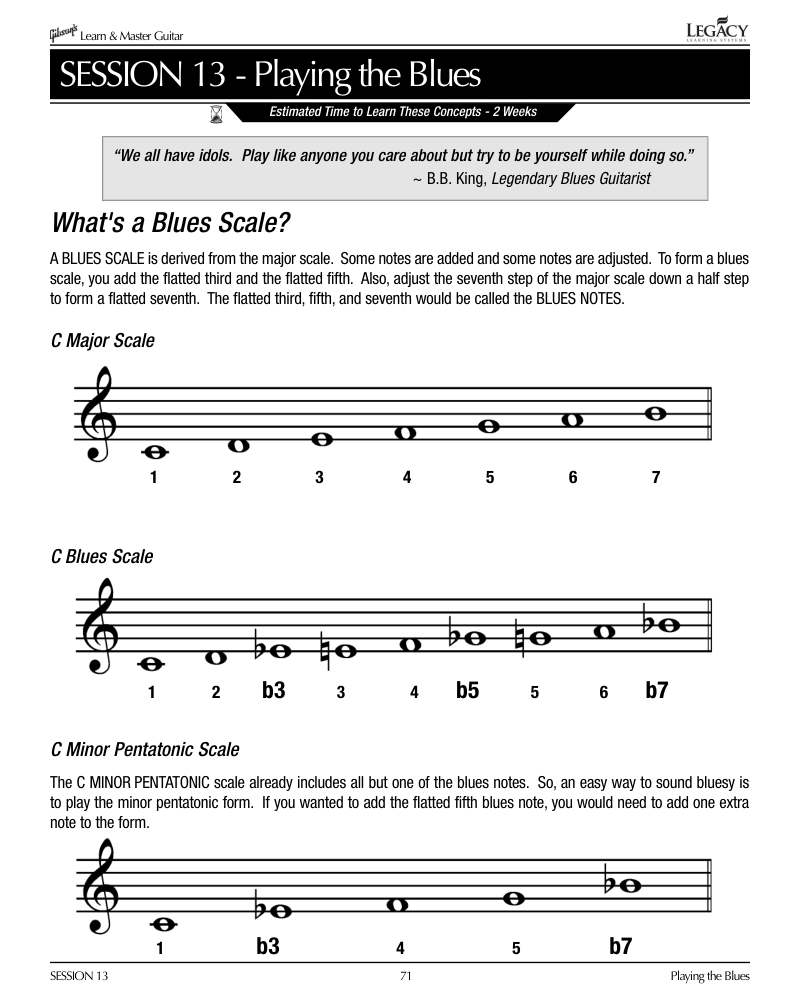 Gibson's Learn & Master Guitar
LEGACY
LEARNING SYSTEMS
SESSION 13 - Playing the Blues
Estimated Time to Learn These Concepts - 2 Weeks
“We all have idols.  Play like anyone you care about but try to be yourself while doing so.”
~ B.B. King, Legendary Blues Guitarist
What's a Blues Scale?
A BLUES SCALE is derived from the major scale.  Some notes are added and some notes are adjusted.  To form a blues
scale, you add the flatted third and the flatted fifth.  Also, adjust the seventh step of the major scale down a half step
to form a flatted seventh.  The flatted third, fifth, and seventh would be called the BLUES NOTES.
C Major Scale
1 2 3 4 5 6 7
C Blues Scale
1 2 b3 3 4 b5 5 6 b7
C Minor Pentatonic Scale
The C MINOR PENTATONIC scale already includes all but one of the blues notes.  So, an easy way to sound bluesy is
to play the minor pentatonic form.  If you wanted to add the flatted fifth blues note, you would need to add one extra
note to the form.
1 b3 4 5 b7
SESSION 13 71 Playing the Blues